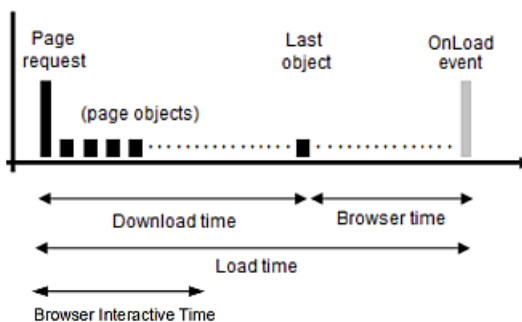 Page
request
Last
object
OnLoad
event
(page objects)
Download time
Browser time
Load time
Browser Interactive Time